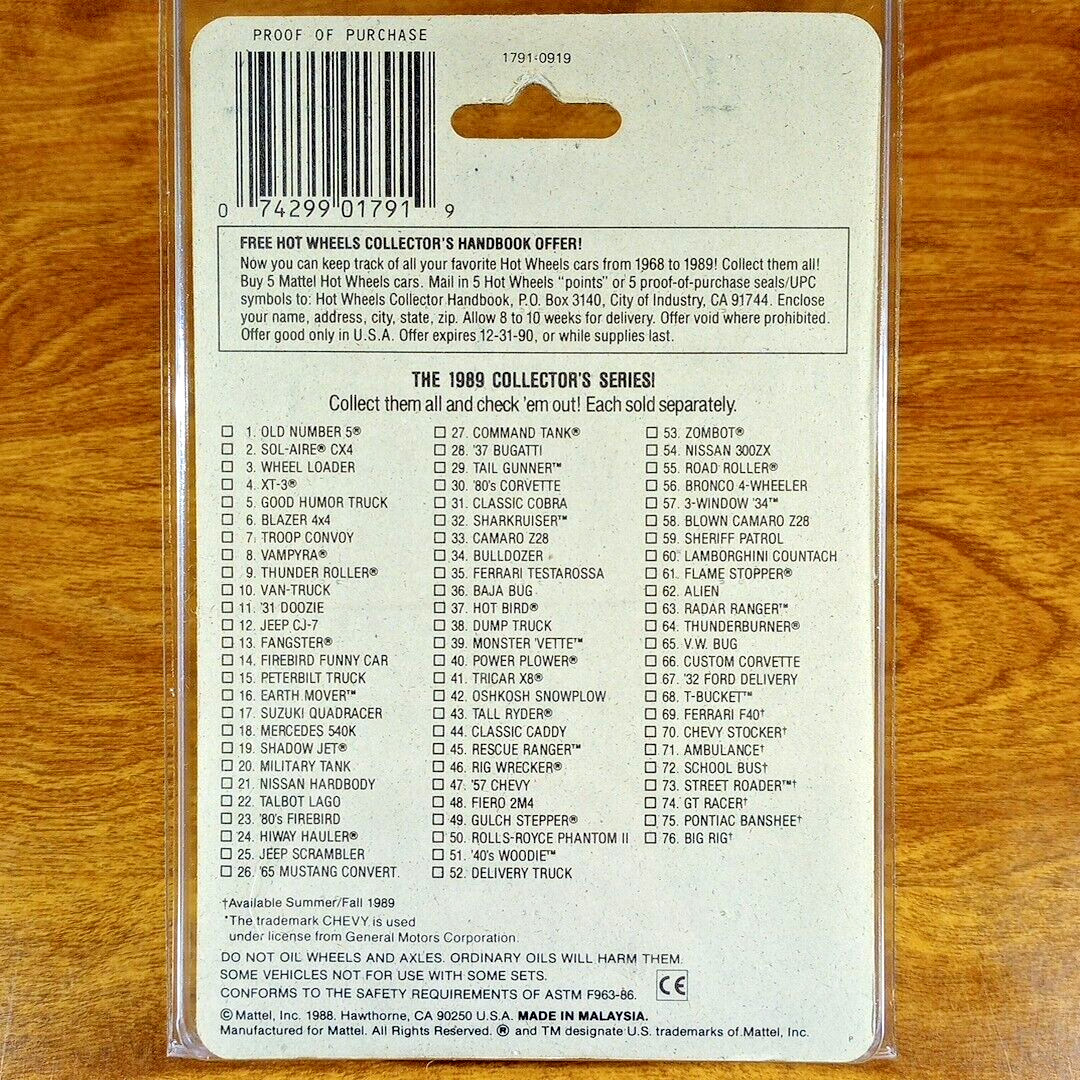 PROOF OF PURCHASE
1791-0919
0 74299 01791 9
FREE HOT WHEELS COLLECTOR'S HANDBOOK OFFER!
Now you can keep track of all your favorite Hot Wheels cars from 1968 to 1989! Collect them all!
Buy 5 Mattel Hot Wheels cars. Mail in 5 Hot Wheels "points" or 5 proof-of-purchase seals/UPC
symbols to: Hot Wheels Collector Handbook, P.O. Box 3140, City of Industry, CA 91744. Enclose
your name, address, city, state, zip. Allow 8 to 10 weeks for delivery. Offer void where prohibited.
Offer good only in U.S.A. Offer expires 12-31-90, or while supplies last.
THE 1989 COLLECTOR'S SERIES!
Collect them all and check 'em out! Each sold separately.
1. OLD NUMBER 5®
2. SOL-AIRE® CX4
3. WHEEL LOADER
4. XT-3®
5. GOOD HUMOR TRUCK
6. BLAZER 4x4
7. TROOP CONVOY
8. VAMPYRA®
9. THUNDER ROLLER®
10. VAN-TRUCK
11. '31 DOOZIE
12. JEEP CJ-7
13. FANGSTER®
14. FIREBIRD FUNNY CAR
15. PETERBILT TRUCK
16. EARTH MOVER™
17. SUZUKI QUADRACER
18. MERCEDES 540K
19. SHADOW JET®
20. MILITARY TANK
21. NISSAN HARDBODY
22. TALBOT LAGO
23. '80's FIREBIRD
24. HIWAY HAULER®
25. JEEP SCRAMBLER
26. '65 MUSTANG CONVERT.
27. COMMAND TANK®
28. '37 BUGATTI
29. TAIL GUNNER™
30. '80's CORVETTE
31. CLASSIC COBRA
32. SHARKRUISER™
33. CAMARO Z28
34. BULLDOZER
35. FERRARI TESTAROSSA
36. BAJA BUG
37. HOT BIRD®
38. DUMP TRUCK
39. MONSTER 'VETTE™
40. POWER PLOWER®
41. TRICAR X8®
42. OSHKOSH SNOWPLOW
43. TALL RYDER®
44. CLASSIC CADDY
45. RESCUE RANGER™
46. RIG WRECKER®
47. '57 CHEVY*
48. FIERO 2M4
49. GULCH STEPPER®
50. ROLLS-ROYCE PHANTOM II
51. '40's WOODIE™
52. DELIVERY TRUCK
53. ZOMBOT®
54. NISSAN 300ZX
55. ROAD ROLLER®
56. BRONCO 4-WHEELER
57. 3-WINDOW '34™
58. BLOWN CAMARO Z28
59. SHERIFF PATROL
60. LAMBORGHINI COUNTACH
61. FLAME STOPPER®
62. ALIEN
63. RADAR RANGER™
64. THUNDERBURNER®
65. V.W. BUG
66. CUSTOM CORVETTE
67. '32 FORD DELIVERY
68. T-BUCKET™
69. FERRARI F40†
70. CHEVY STOCKER†
71. AMBULANCE†
72. SCHOOL BUS†
73. STREET ROADER™†
74. GT RACER†
75. PONTIAC BANSHEE†
76. BIG RIG†
†Available Summer/Fall 1989
*The trademark CHEVY is used
under license from General Motors Corporation.
DO NOT OIL WHEELS AND AXLES. ORDINARY OILS WILL HARM THEM.
SOME VEHICLES NOT FOR USE WITH SOME SETS.
CONFORMS TO THE SAFETY REQUIREMENTS OF ASTM F963-86.
CE
© Mattel, Inc. 1988. Hawthorne, CA 90250 U.S.A. MADE IN MALAYSIA.
Manufactured for Mattel. All Rights Reserved. ® and TM designate U.S. trademarks of Mattel, Inc.
P